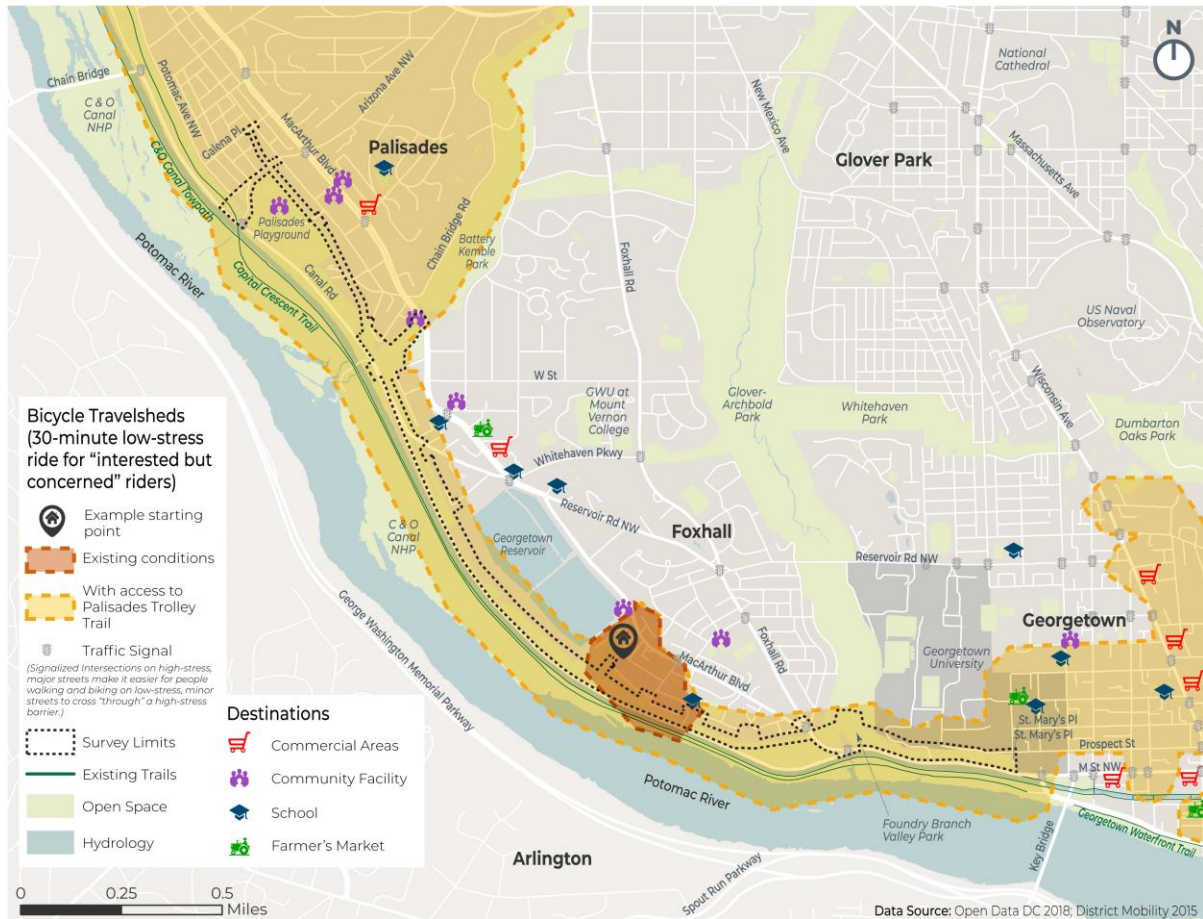 N
Chain Bridge
C & O
Canal
NHP
Potomac Ave NW
Galena Pl
MacArthur Blvd
Arizona Ave NW
Palisades
C&O Canal Towpath
Palisades
Playground
Chain Bridge Rd
Battery
Kemble
Park
Canal Rd
Capital Crescent Trail
Potomac River
New Mexico Ave
National
Cathedral
Massachusetts Ave
Glover Park
Foxhall Rd
US Naval
Observatory
Wisconsin Ave
W St
GWU at
Mount
Vernon
College
Glover-
Archbold
Park
Whitehaven
Park
Dumbarton
Oaks Park
Whitehaven Pkwy
Reservoir Rd NW
Foxhall
Reservoir Rd NW
C & O
Canal
NHP
Georgetown
Reservoir
George Washington Memorial Parkway
MacArthur Blvd
Foxhall Rd
Georgetown
University
Georgetown
St. Mary's Pl
St. Mary's Pl
Prospect St
M St NW
Potomac River
Foundry Branch
Valley Park
Key Bridge
Georgetown Waterfront Trail
Arlington
Spout Run Parkway
Bicycle Travelsheds
(30-minute low-stress
ride for “interested but
concerned” riders)
Example starting
point
Existing conditions
With access to
Palisades Trolley
Trail
Traffic Signal
(Signalized Intersections on high-stress,
major streets make it easier for people
walking and biking on low-stress, minor
streets to cross “through” a high-stress
barrier.)
Survey Limits
Existing Trails
Open Space
Hydrology
Destinations
Commercial Areas
Community Facility
School
Farmer's Market
0 0.25 0.5
Miles
Data Source: Open Data DC 2018; District Mobility 2015